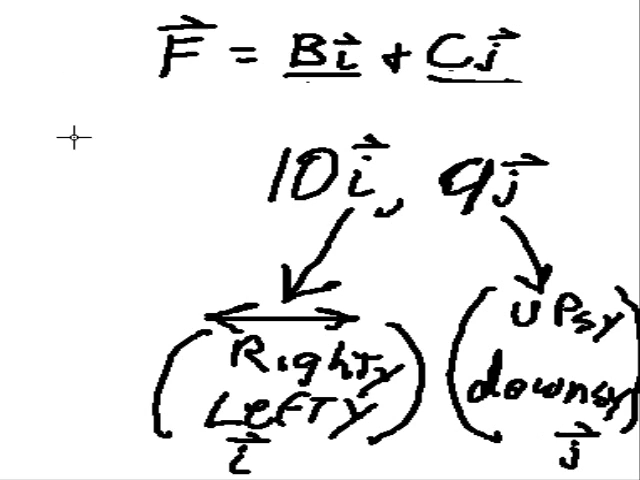 F⃗ = Bi⃗ + Cj⃗
10i⃗, 9j⃗
(Righty Lefty i⃗)
(UPsy downsy j⃗)